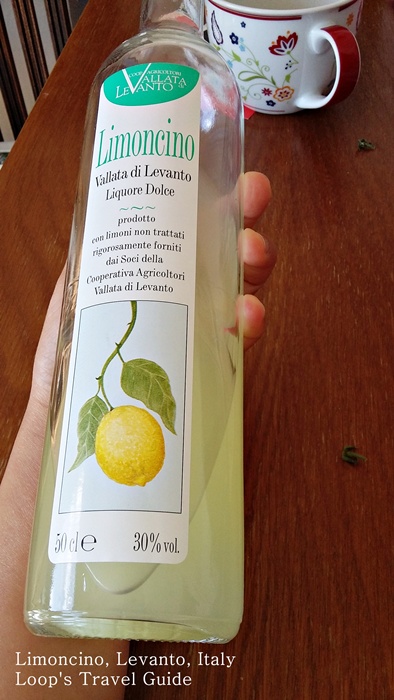 COOP. AGRICOLTORI
VALLATA
LEVANTO
Limoncino
Vallata di Levanto
Liquore Dolce
prodotto
con limoni non trattati
rigorosamente forniti
dai Soci della
Cooperativa Agricoltori
Vallata di Levanto
50 cl e 30% vol.
Limoncino, Levanto, Italy
Loop's Travel Guide